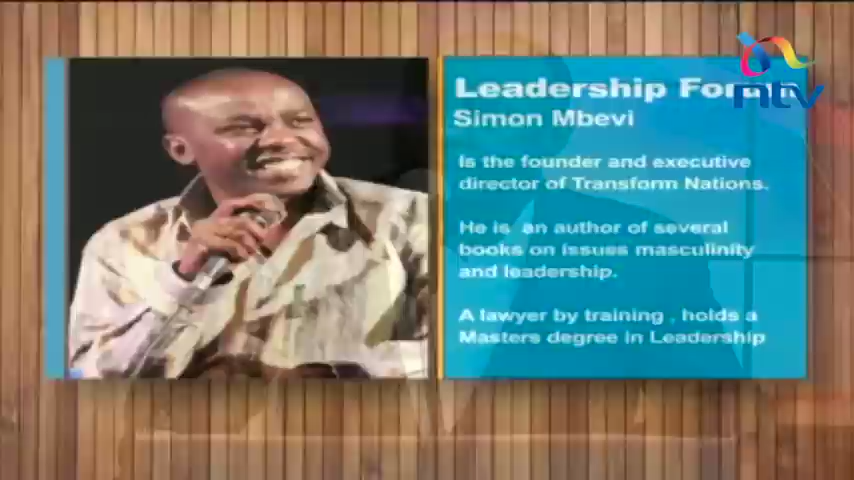 Leadership Forum
ntv
Simon Mbevi
Is the founder and executive
director of Transform Nations.
He is an author of several
books on issues masculinity
and leadership.
A lawyer by training , holds a
Masters degree in Leadership